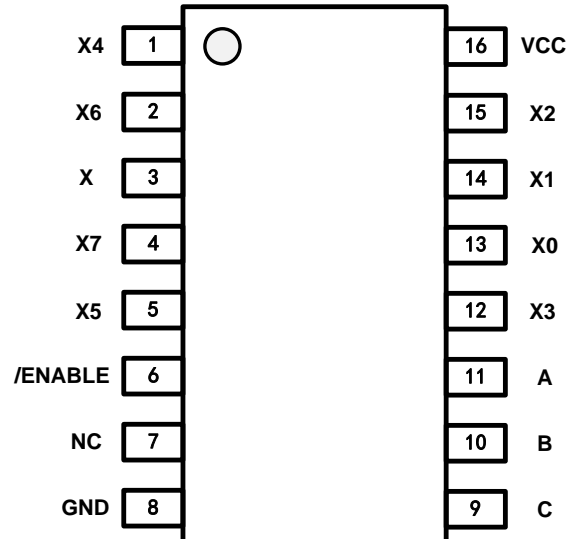 X4 1 16 VCC
X6 2 15 X2
X 3 14 X1
X7 4 13 X0
X5 5 12 X3
/ENABLE 6 11 A
NC 7 10 B
GND 8 9 C